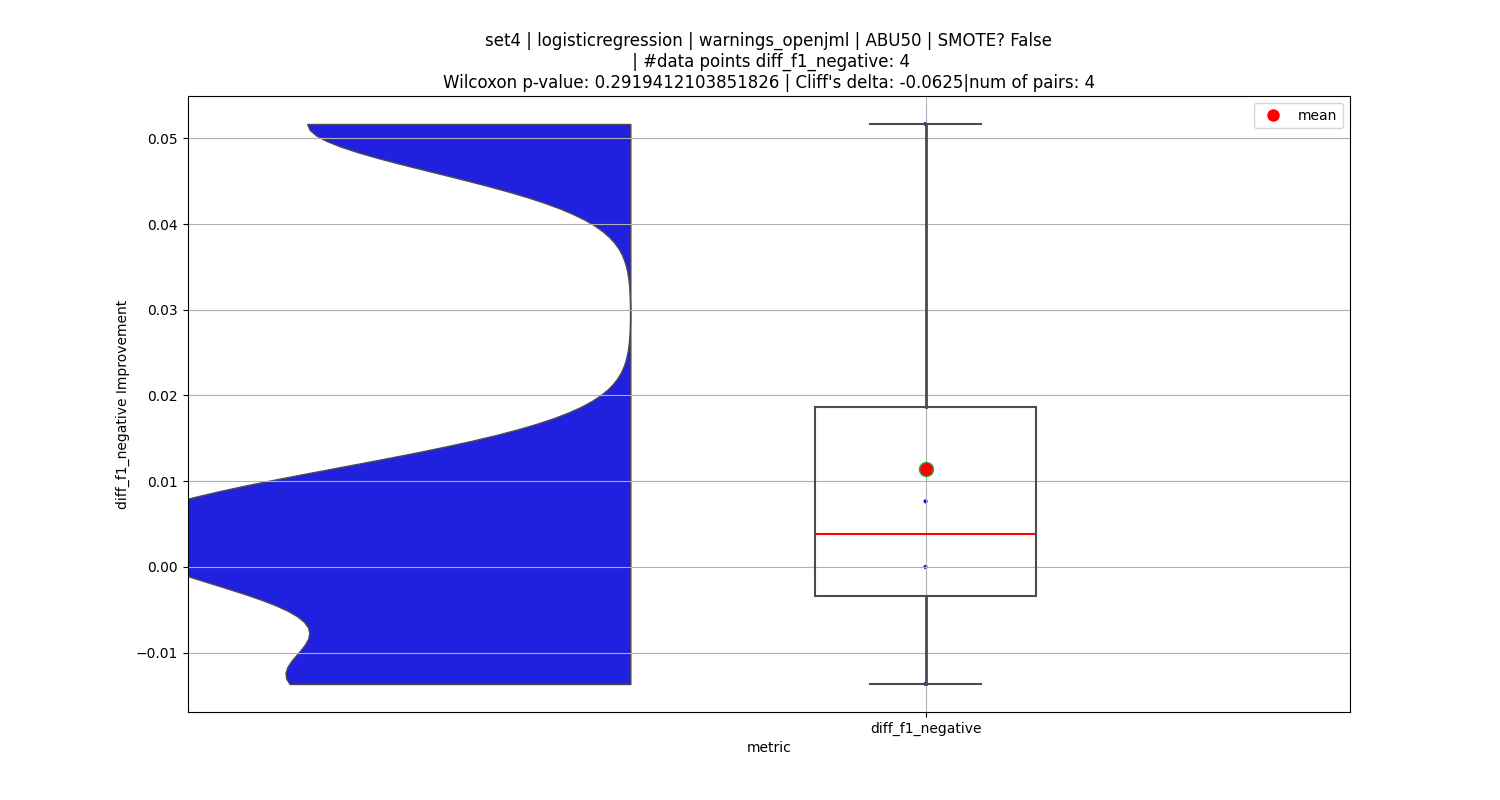 set4 | logisticregression | warnings_openjml | ABU50 | SMOTE? False
| #data points diff_f1_negative: 4
Wilcoxon p-value: 0.2919412103851826 | Cliff's delta: -0.0625|num of pairs: 4
mean
0.05
0.04
0.03
0.02
0.01
0.00
−0.01
diff_f1_negative Improvement
diff_f1_negative
metric